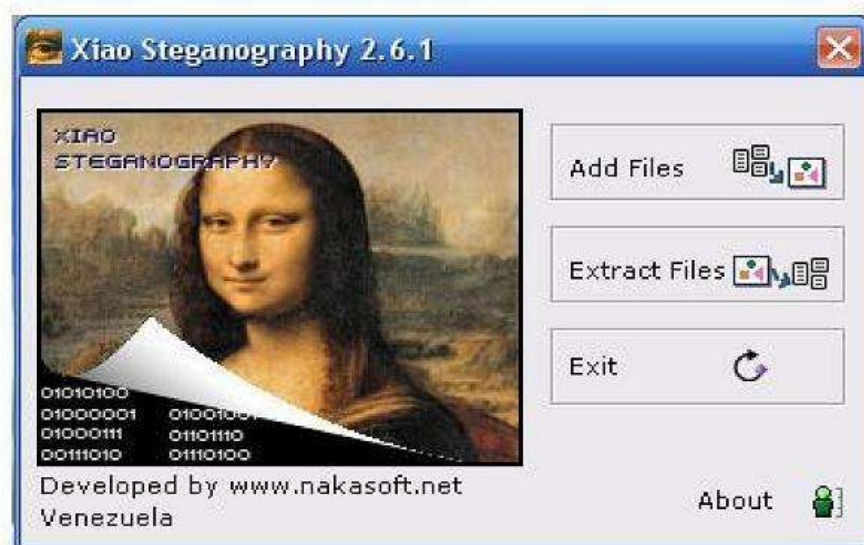 Xiao Steganography 2.6.1
XIAO
STEGANOGRAPHY
Add Files
Extract Files
Exit
01010100
01000001 01001001
01000111 01101110
00111010 01110100
Developed by www.nakasoft.net
Venezuela
About